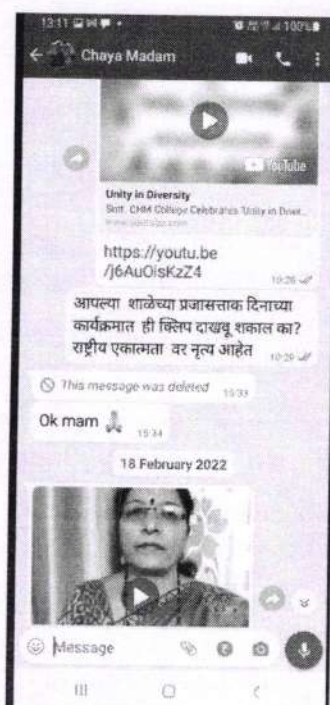 13:11
100%
Chaya Madam
YouTube
Unity in Diversity
Smt. CHM College Celebrates 'Unity in Diver...
https://youtu.be
/j6AuOisKzZ4
10:26
आपल्या शाळेच्या प्रजासत्ताक दिनाच्या
कार्यक्रमात ही क्लिप दाखवू शकाल का?
राष्ट्रीय एकात्मता वर नृत्य आहेत
10:29
This message was deleted
15:33
Ok mam
15:34
18 February 2022
Message